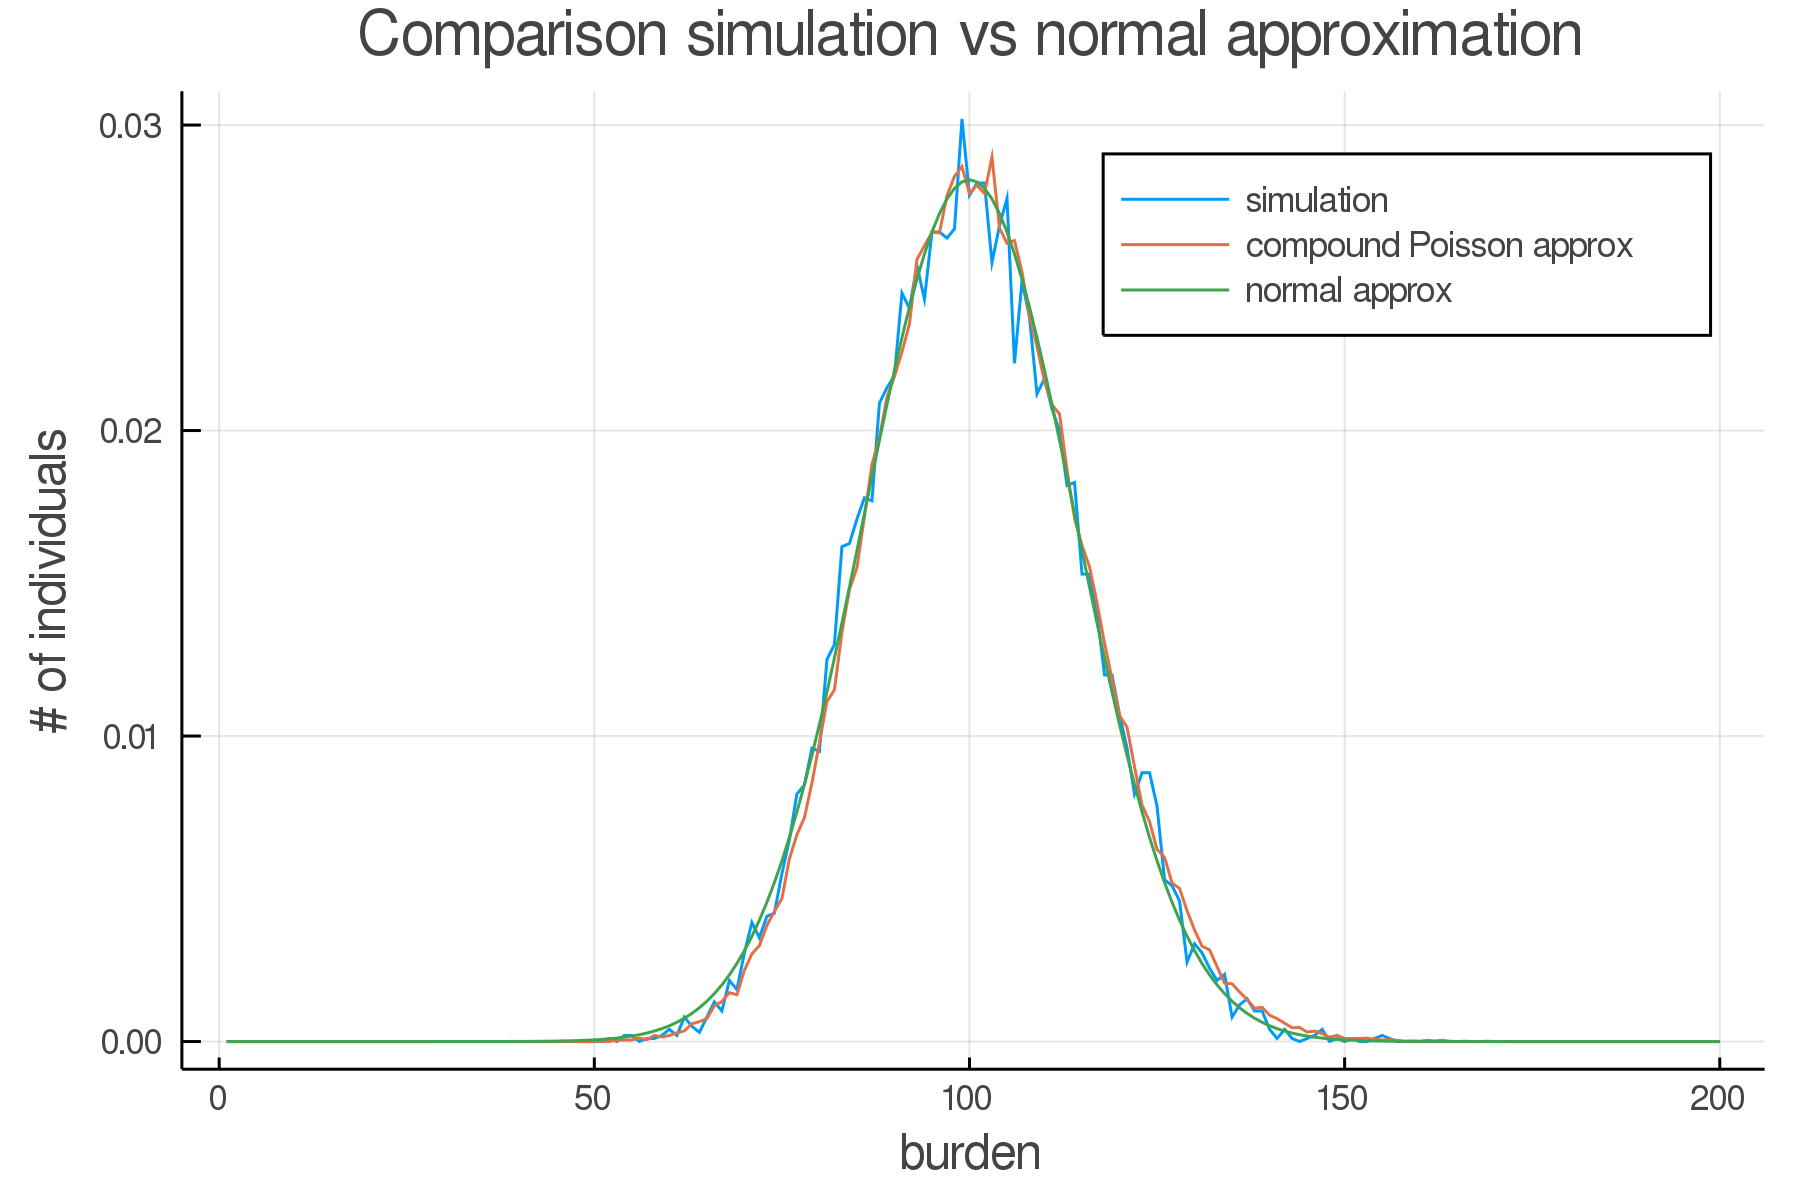 Comparison simulation vs normal approximation
0.03
0.02
0.01
0.00
# of individuals
simulation
compound Poisson approx
normal approx
0 50 100 150 200
burden